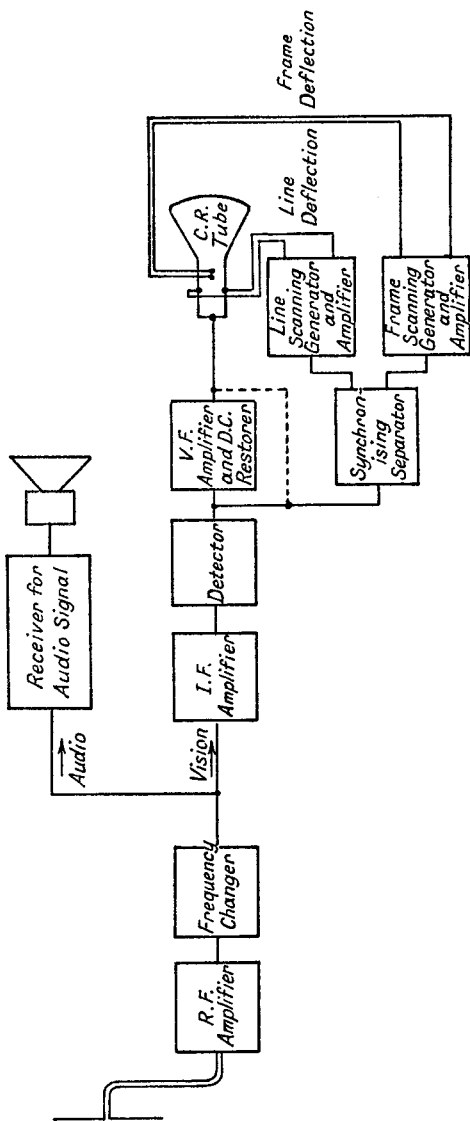 R.F.
Amplifier
Frequency
Changer
Audio
Vision
Receiver for
Audio Signal
I.F.
Amplifier
Detector
V.F.
Amplifier
and D.C.
Restorer
C.R.
Tube
Synchron-
ising
Separator
Line
Scanning
Generator
and
Amplifier
Frame
Scanning
Generator
and
Amplifier
Line
Deflection
Frame
Deflection